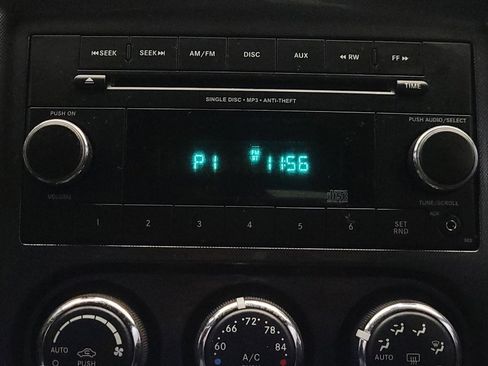 SEEK SEEK AM/FM DISC AUX RW FF
TIME
SINGLE DISC • MP3 • ANTI-THEFT
PUSH ON
PUSH AUDIO/SELECT
P1 FM 11:56
VOLUME
TUNE/SCROLL
1 2 3 4 5 6 SET
RND
66 72 78
60 84
AUTO
PUSH
A/C
AUTO